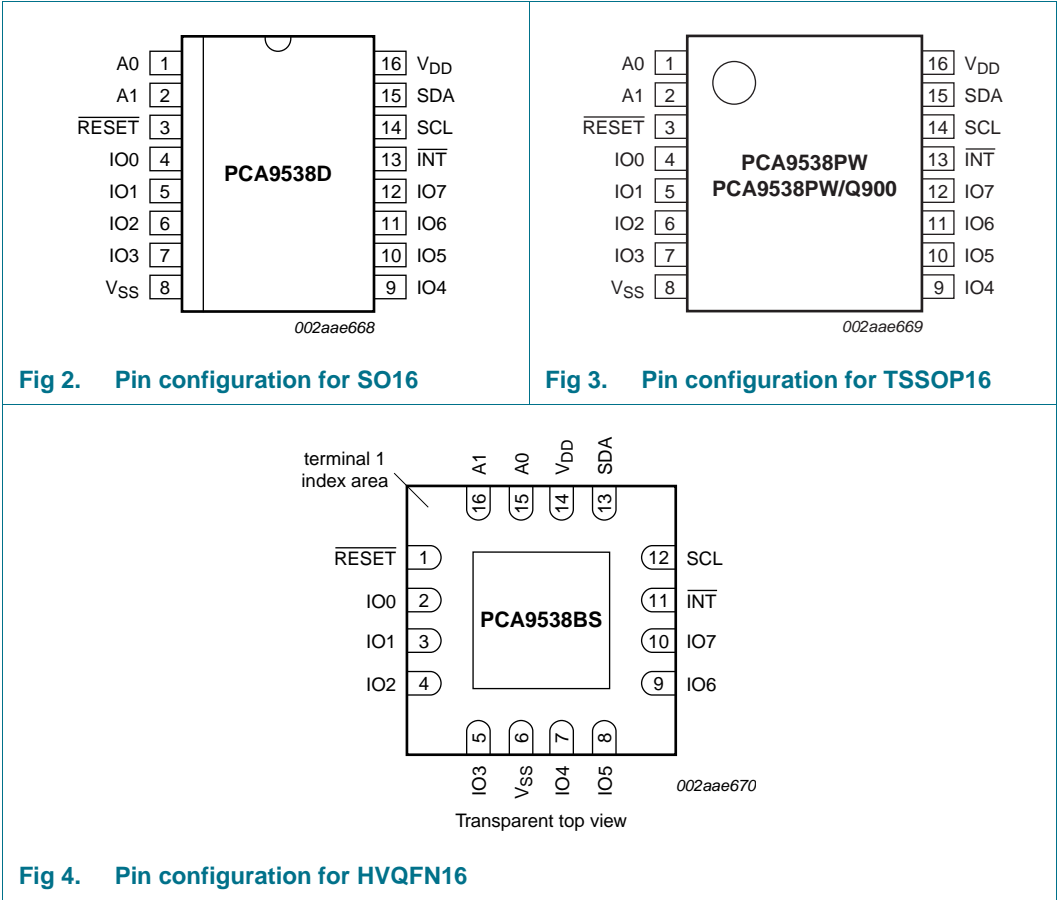 A0 1 16 VDD
A1 2 15 SDA
RESET 3 14 SCL
IO0 4 13 INT
IO1 5 12 IO7
IO2 6 11 IO6
IO3 7 10 IO5
VSS 8 9 IO4
PCA9538D
002aae668
Fig 2. Pin configuration for SO16
A0 1 16 VDD
A1 2 15 SDA
RESET 3 14 SCL
IO0 4 13 INT
IO1 5 12 IO7
IO2 6 11 IO6
IO3 7 10 IO5
VSS 8 9 IO4
PCA9538PW
PCA9538PW/Q900
002aae669
Fig 3. Pin configuration for TSSOP16
terminal 1
index area
A1 A0 VDD SDA
16 15 14 13
RESET 1 12 SCL
IO0 2 11 INT
IO1 3 10 IO7
IO2 4 9 IO6
PCA9538BS
5 6 7 8
IO3 VSS IO4 IO5
002aae670
Transparent top view
Fig 4. Pin configuration for HVQFN16